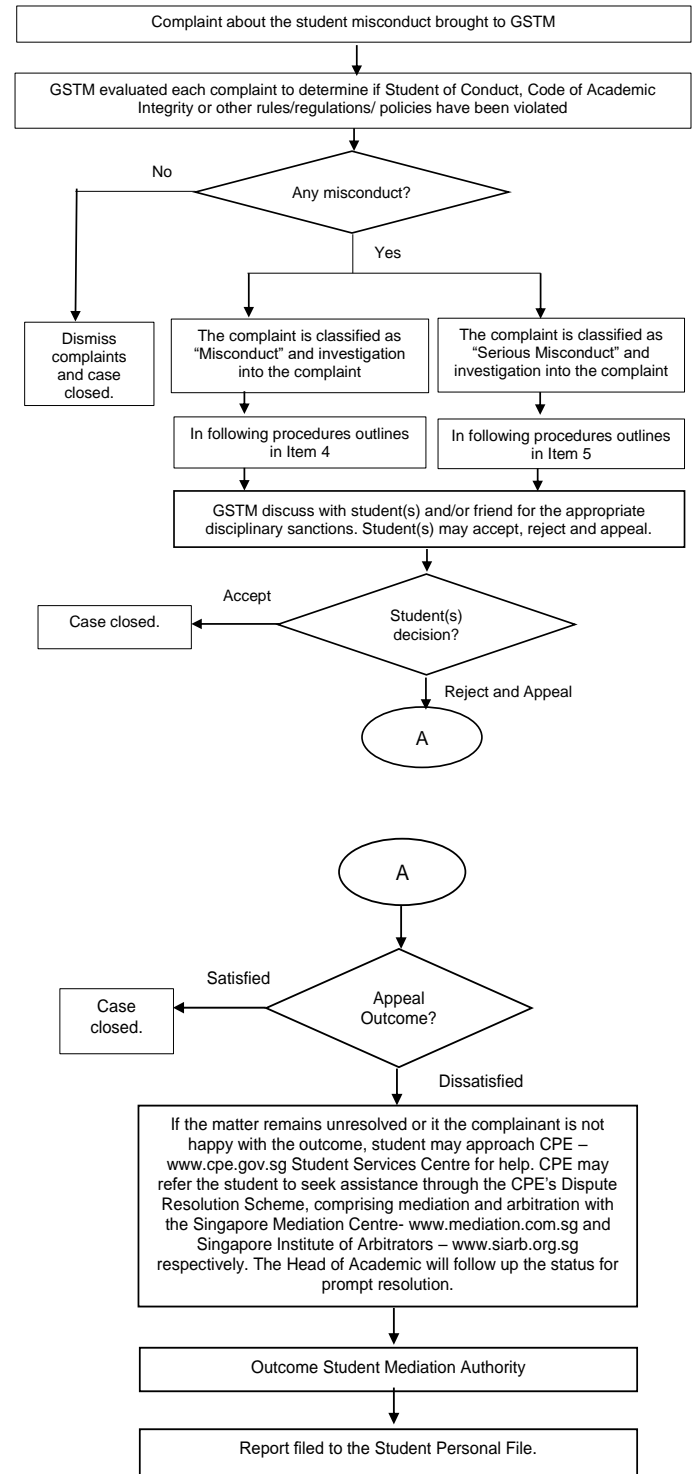 Complaint about the student misconduct brought to GSTM
GSTM evaluated each complaint to determine if Student of Conduct, Code of Academic
Integrity or other rules/regulations/ policies have been violated
No
Any misconduct?
Yes
Dismiss
complaints
and case
closed.
The complaint is classified as
“Misconduct” and investigation
into the complaint
The complaint is classified as
“Serious Misconduct” and
investigation into the complaint
In following procedures outlines
in Item 4
In following procedures outlines
in Item 5
GSTM discuss with student(s) and/or friend for the appropriate
disciplinary sanctions. Student(s) may accept, reject and appeal.
Accept
Case closed.
Student(s)
decision?
Reject and Appeal
A
A
Satisfied
Case
closed.
Appeal
Outcome?
Dissatisfied
If the matter remains unresolved or it the complainant is not
happy with the outcome, student may approach CPE –
www.cpe.gov.sg Student Services Centre for help. CPE may
refer the student to seek assistance through the CPE’s Dispute
Resolution Scheme, comprising mediation and arbitration with
the Singapore Mediation Centre- www.mediation.com.sg and
Singapore Institute of Arbitrators – www.siarb.org.sg
respectively. The Head of Academic will follow up the status for
prompt resolution.
Outcome Student Mediation Authority
Report filed to the Student Personal File.